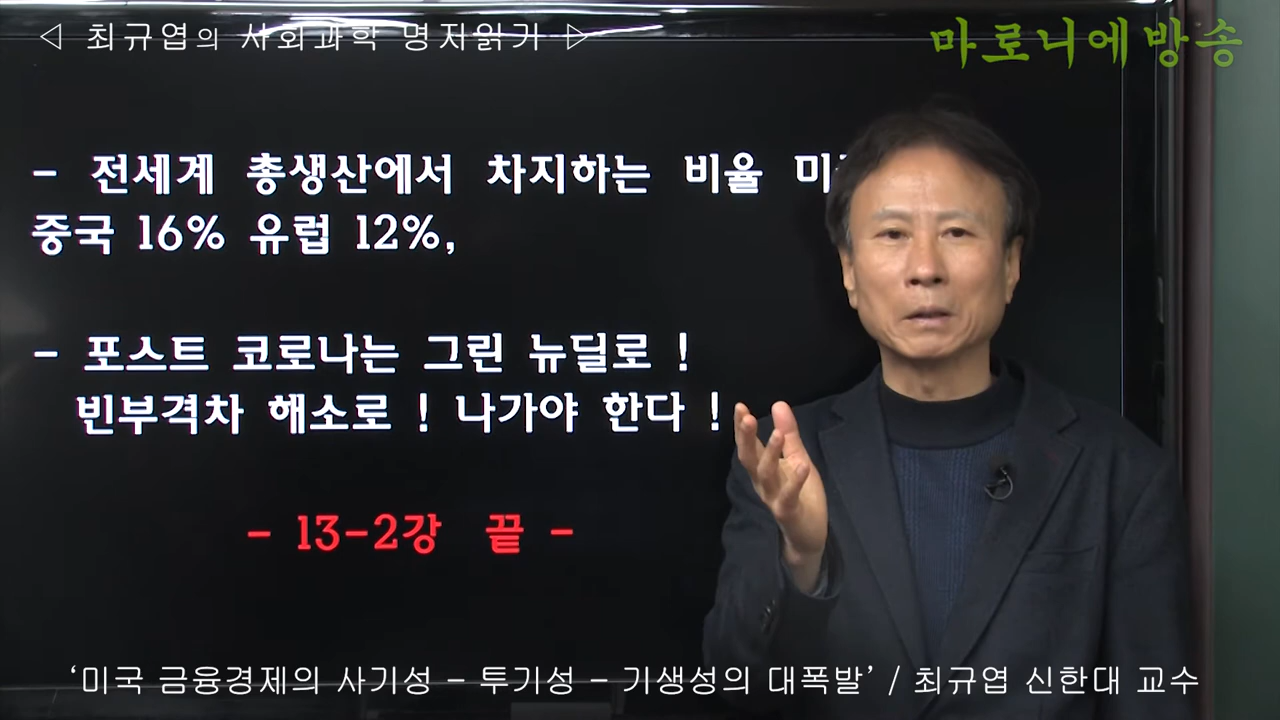 ◁ 최규엽의 사회과학 명저읽기 ▷
마로니에방송
- 전세계 총생산에서 차지하는 비율
중국 16% 유럽 12%,
- 포스트 코로나는 그린 뉴딜로 !
빈부격차 해소로 ! 나가야 한다 !
- 13-2강 끝 -
‘미국 금융경제의 사기성 - 투기성 - 기생성의 대폭발’ / 최규엽 신한대 교수